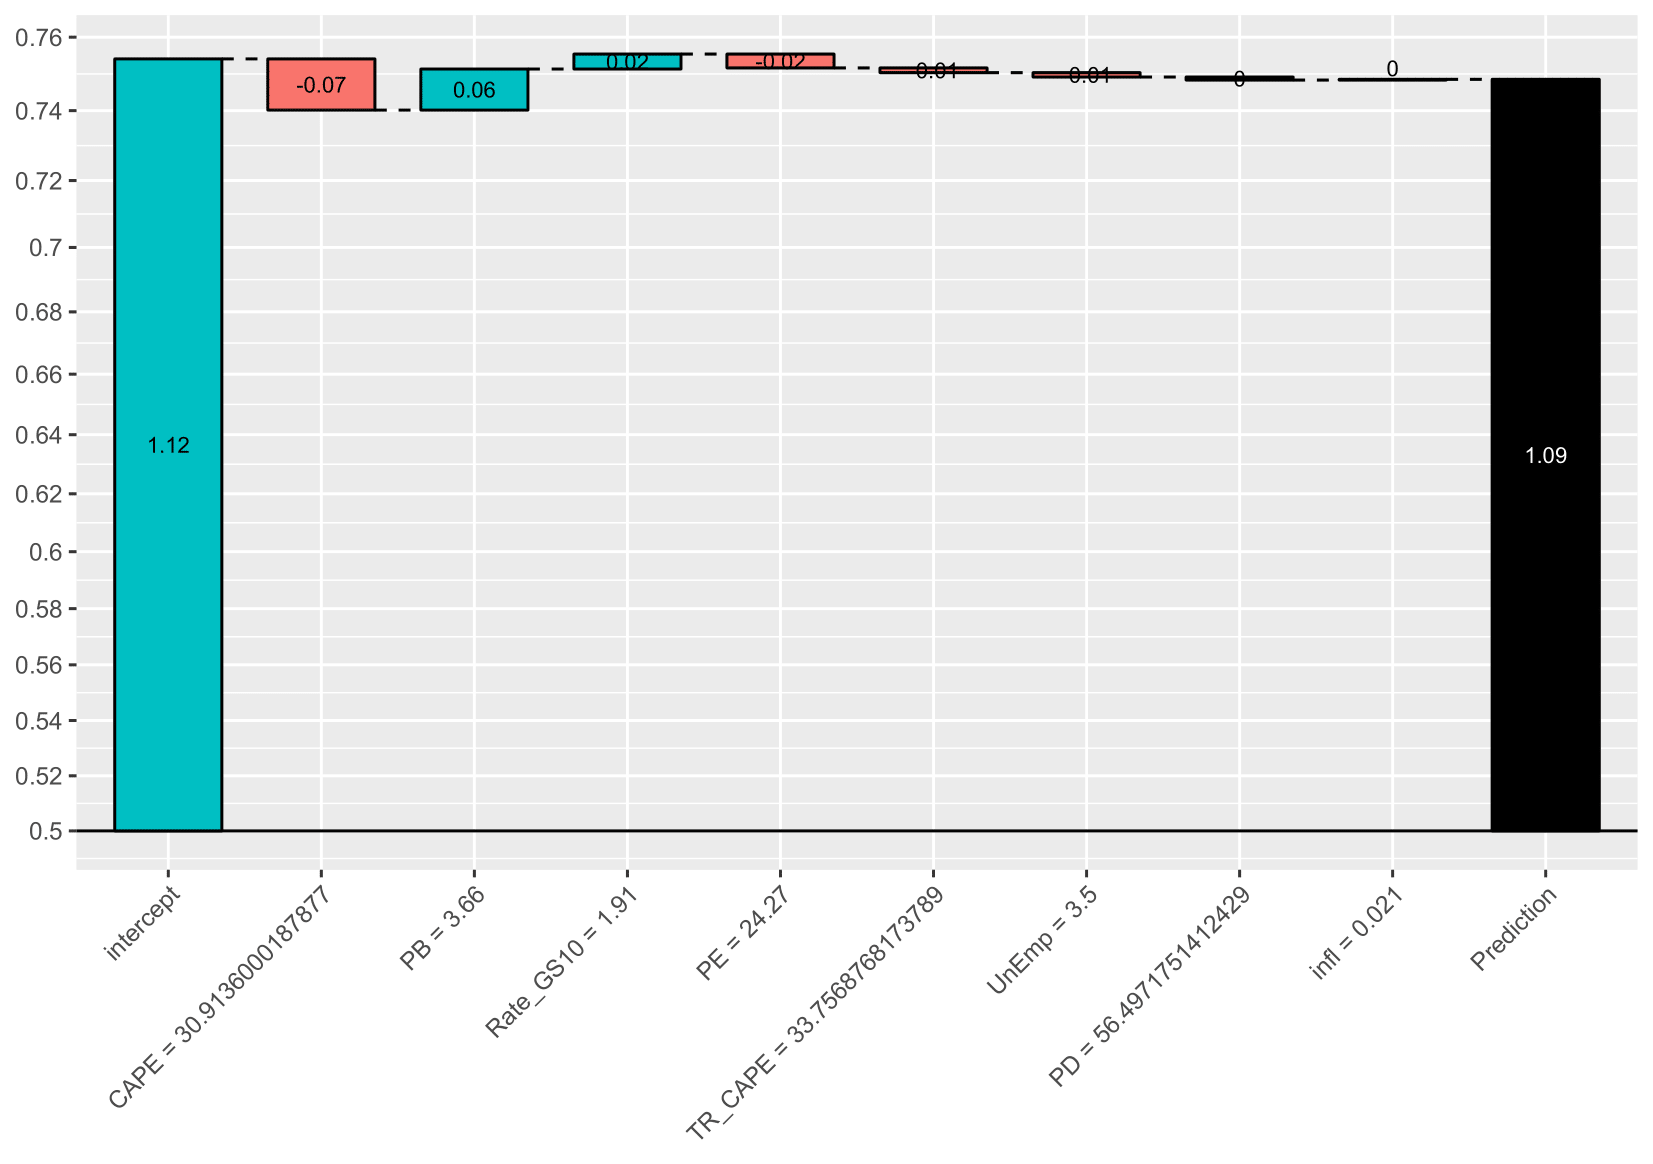 0.76
0.74
0.72
0.7
0.68
0.66
0.64
0.62
0.6
0.58
0.56
0.54
0.52
0.5
1.12
-0.07
0.06
0.02
-0.02
-0.01
-0.01
0
0
1.09
intercept
CAPE = 30.9136000187877
PB = 3.66
Rate_GS10 = 1.91
PE = 24.27
TR_CAPE = 33.7568768173789
UnEmp = 3.5
PD = 56.4971751412429
infl = 0.021
Prediction